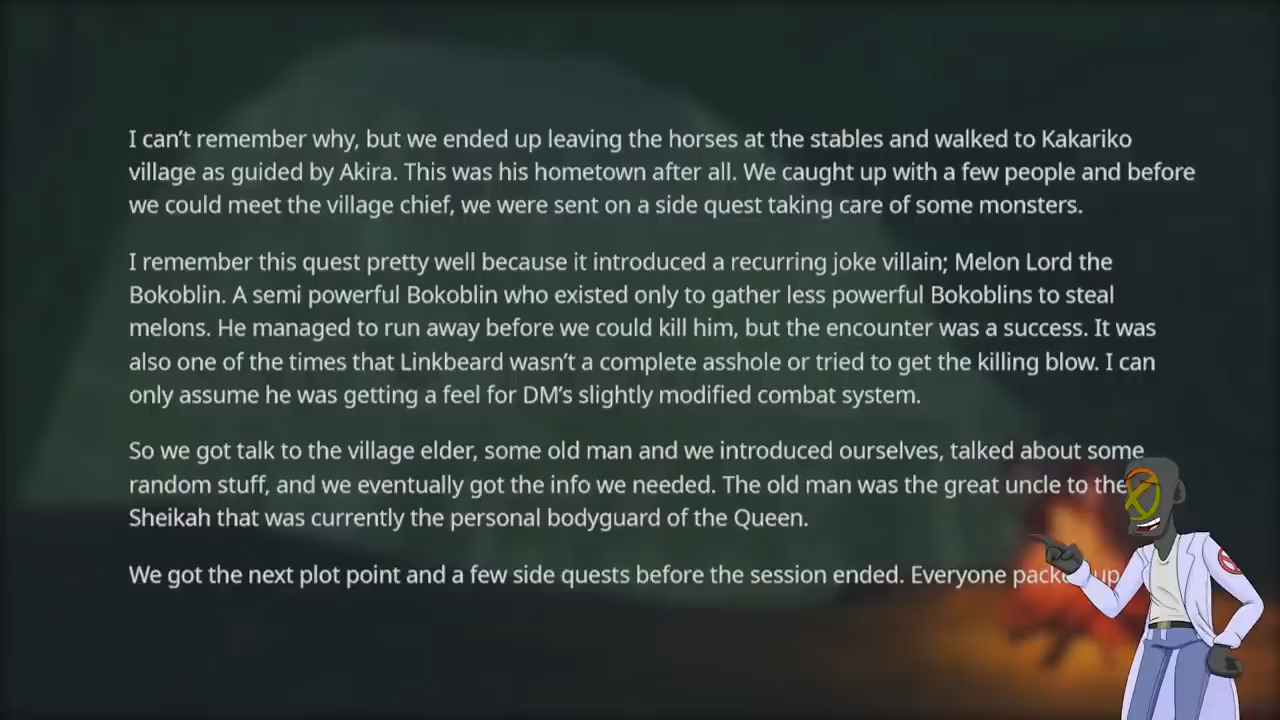 I can't remember why, but we ended up leaving the horses at the stables and walked to Kakariko
village as guided by Akira. This was his hometown after all. We caught up with a few people and before
we could meet the village chief, we were sent on a side quest taking care of some monsters.
I remember this quest pretty well because it introduced a recurring joke villain; Melon Lord the
Bokoblin. A semi powerful Bokoblin who existed only to gather less powerful Bokoblins to steal
melons. He managed to run away before we could kill him, but the encounter was a success. It was
also one of the times that Linkbeard wasn't a complete asshole or tried to get the killing blow. I can
only assume he was getting a feel for DM's slightly modified combat system.
So we got talk to the village elder, some old man and we introduced ourselves, talked about some
random stuff, and we eventually got the info we needed. The old man was the great uncle to the
Sheikah that was currently the personal bodyguard of the Queen.
We got the next plot point and a few side quests before the session ended. Everyone packed up